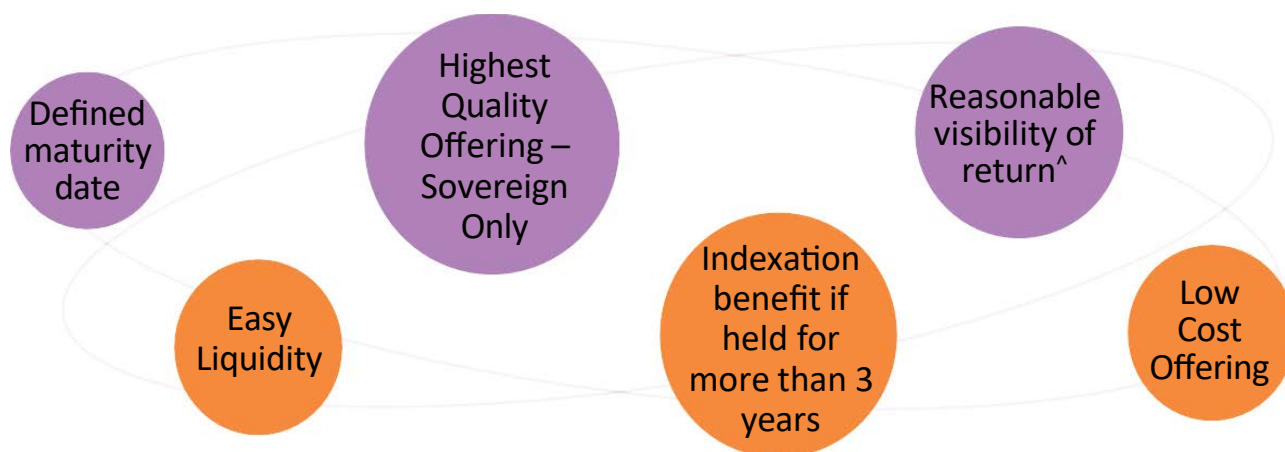 Defined
maturity
date
Highest
Quality
Offering –
Sovereign
Only
Reasonable
visibility of
return^
Easy
Liquidity
Indexation
benefit if
held for
more than 3
years
Low
Cost
Offering